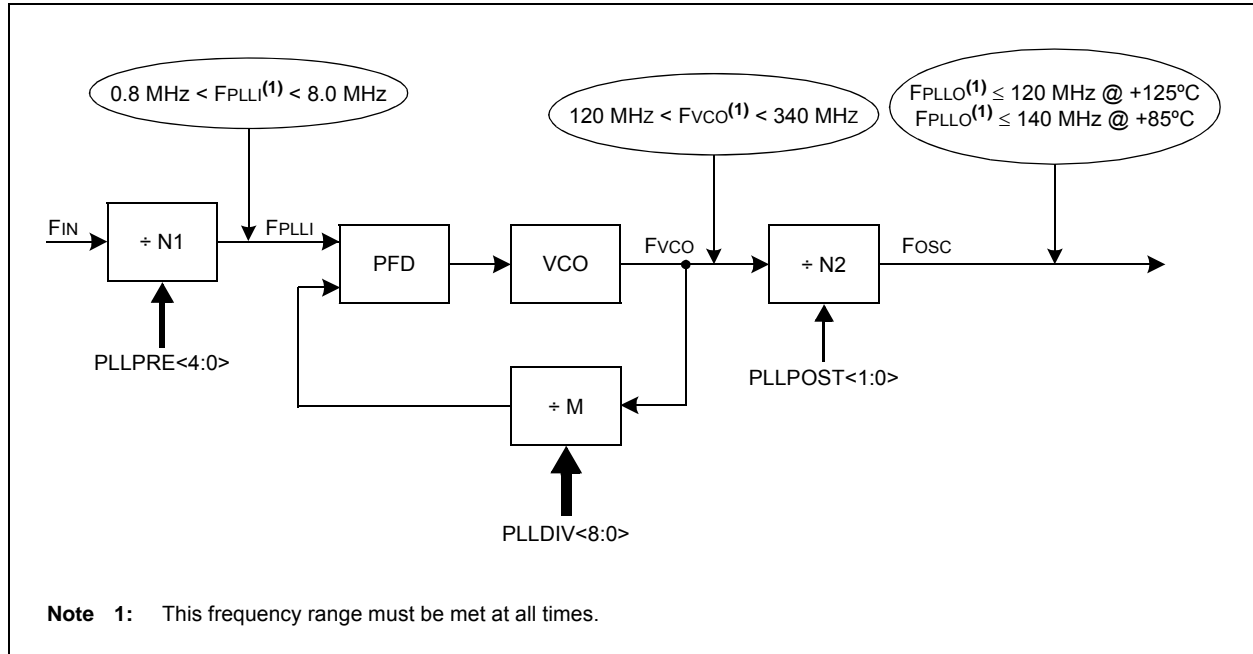 0.8 MHz < FPLLI(1) < 8.0 MHz
120 MHz < FVCO(1) < 340 MHz
FPLLO(1) ≤ 120 MHz @ +125ºC
FPLLO(1) ≤ 140 MHz @ +85ºC
FIN
÷ N1
FPLLI
PFD
VCO
FVCO
÷ N2
FOSC
PLLPRE<4:0>
÷ M
PLLPOST<1:0>
PLLDIV<8:0>
Note 1: This frequency range must be met at all times.